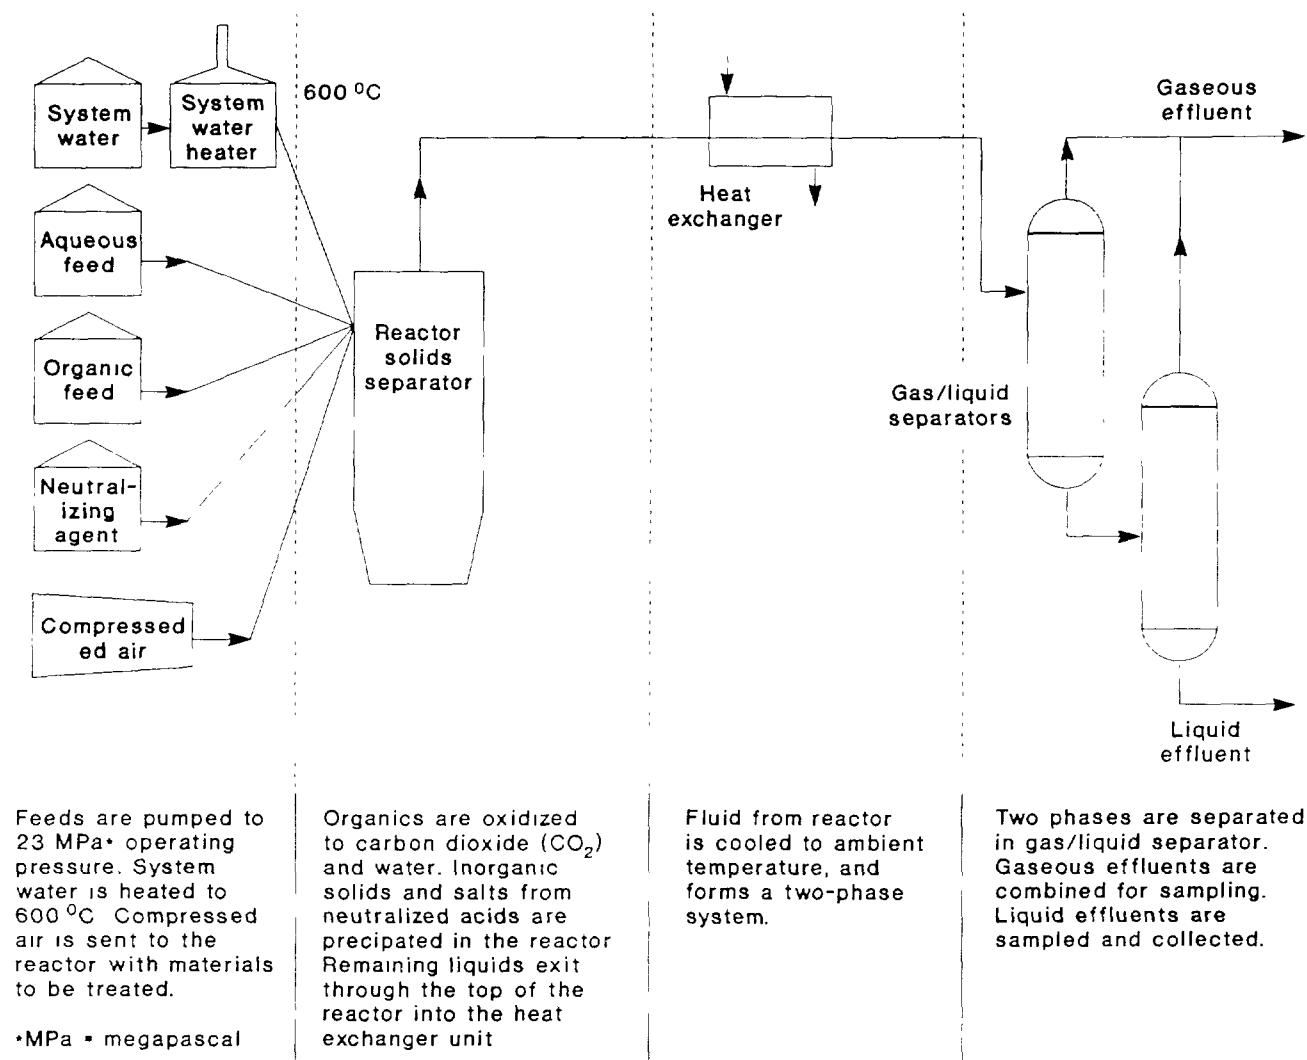 System
water
System
water
heater
600 ºC
Aqueous
feed
Organic
feed
Neutral-
izing
agent
Compressed
ed air
Reactor
solids
separator
Heat
exchanger
Gas/liquid
separators
Gaseous
effluent
Liquid
effluent
Feeds are pumped to
23 MPa* operating
pressure. System
water is heated to
600 ºC Compressed
air is sent to the
reactor with materials
to be treated.
*MPa = megapascal
Organics are oxidized
to carbon dioxide (CO₂)
and water. Inorganic
solids and salts from
neutralized acids are
precipated in the reactor
Remaining liquids exit
through the top of the
reactor into the heat
exchanger unit
Fluid from reactor
is cooled to ambient
temperature, and
forms a two-phase
system.
Two phases are separated
in gas/liquid separator.
Gaseous effluents are
combined for sampling.
Liquid effluents are
sampled and collected.